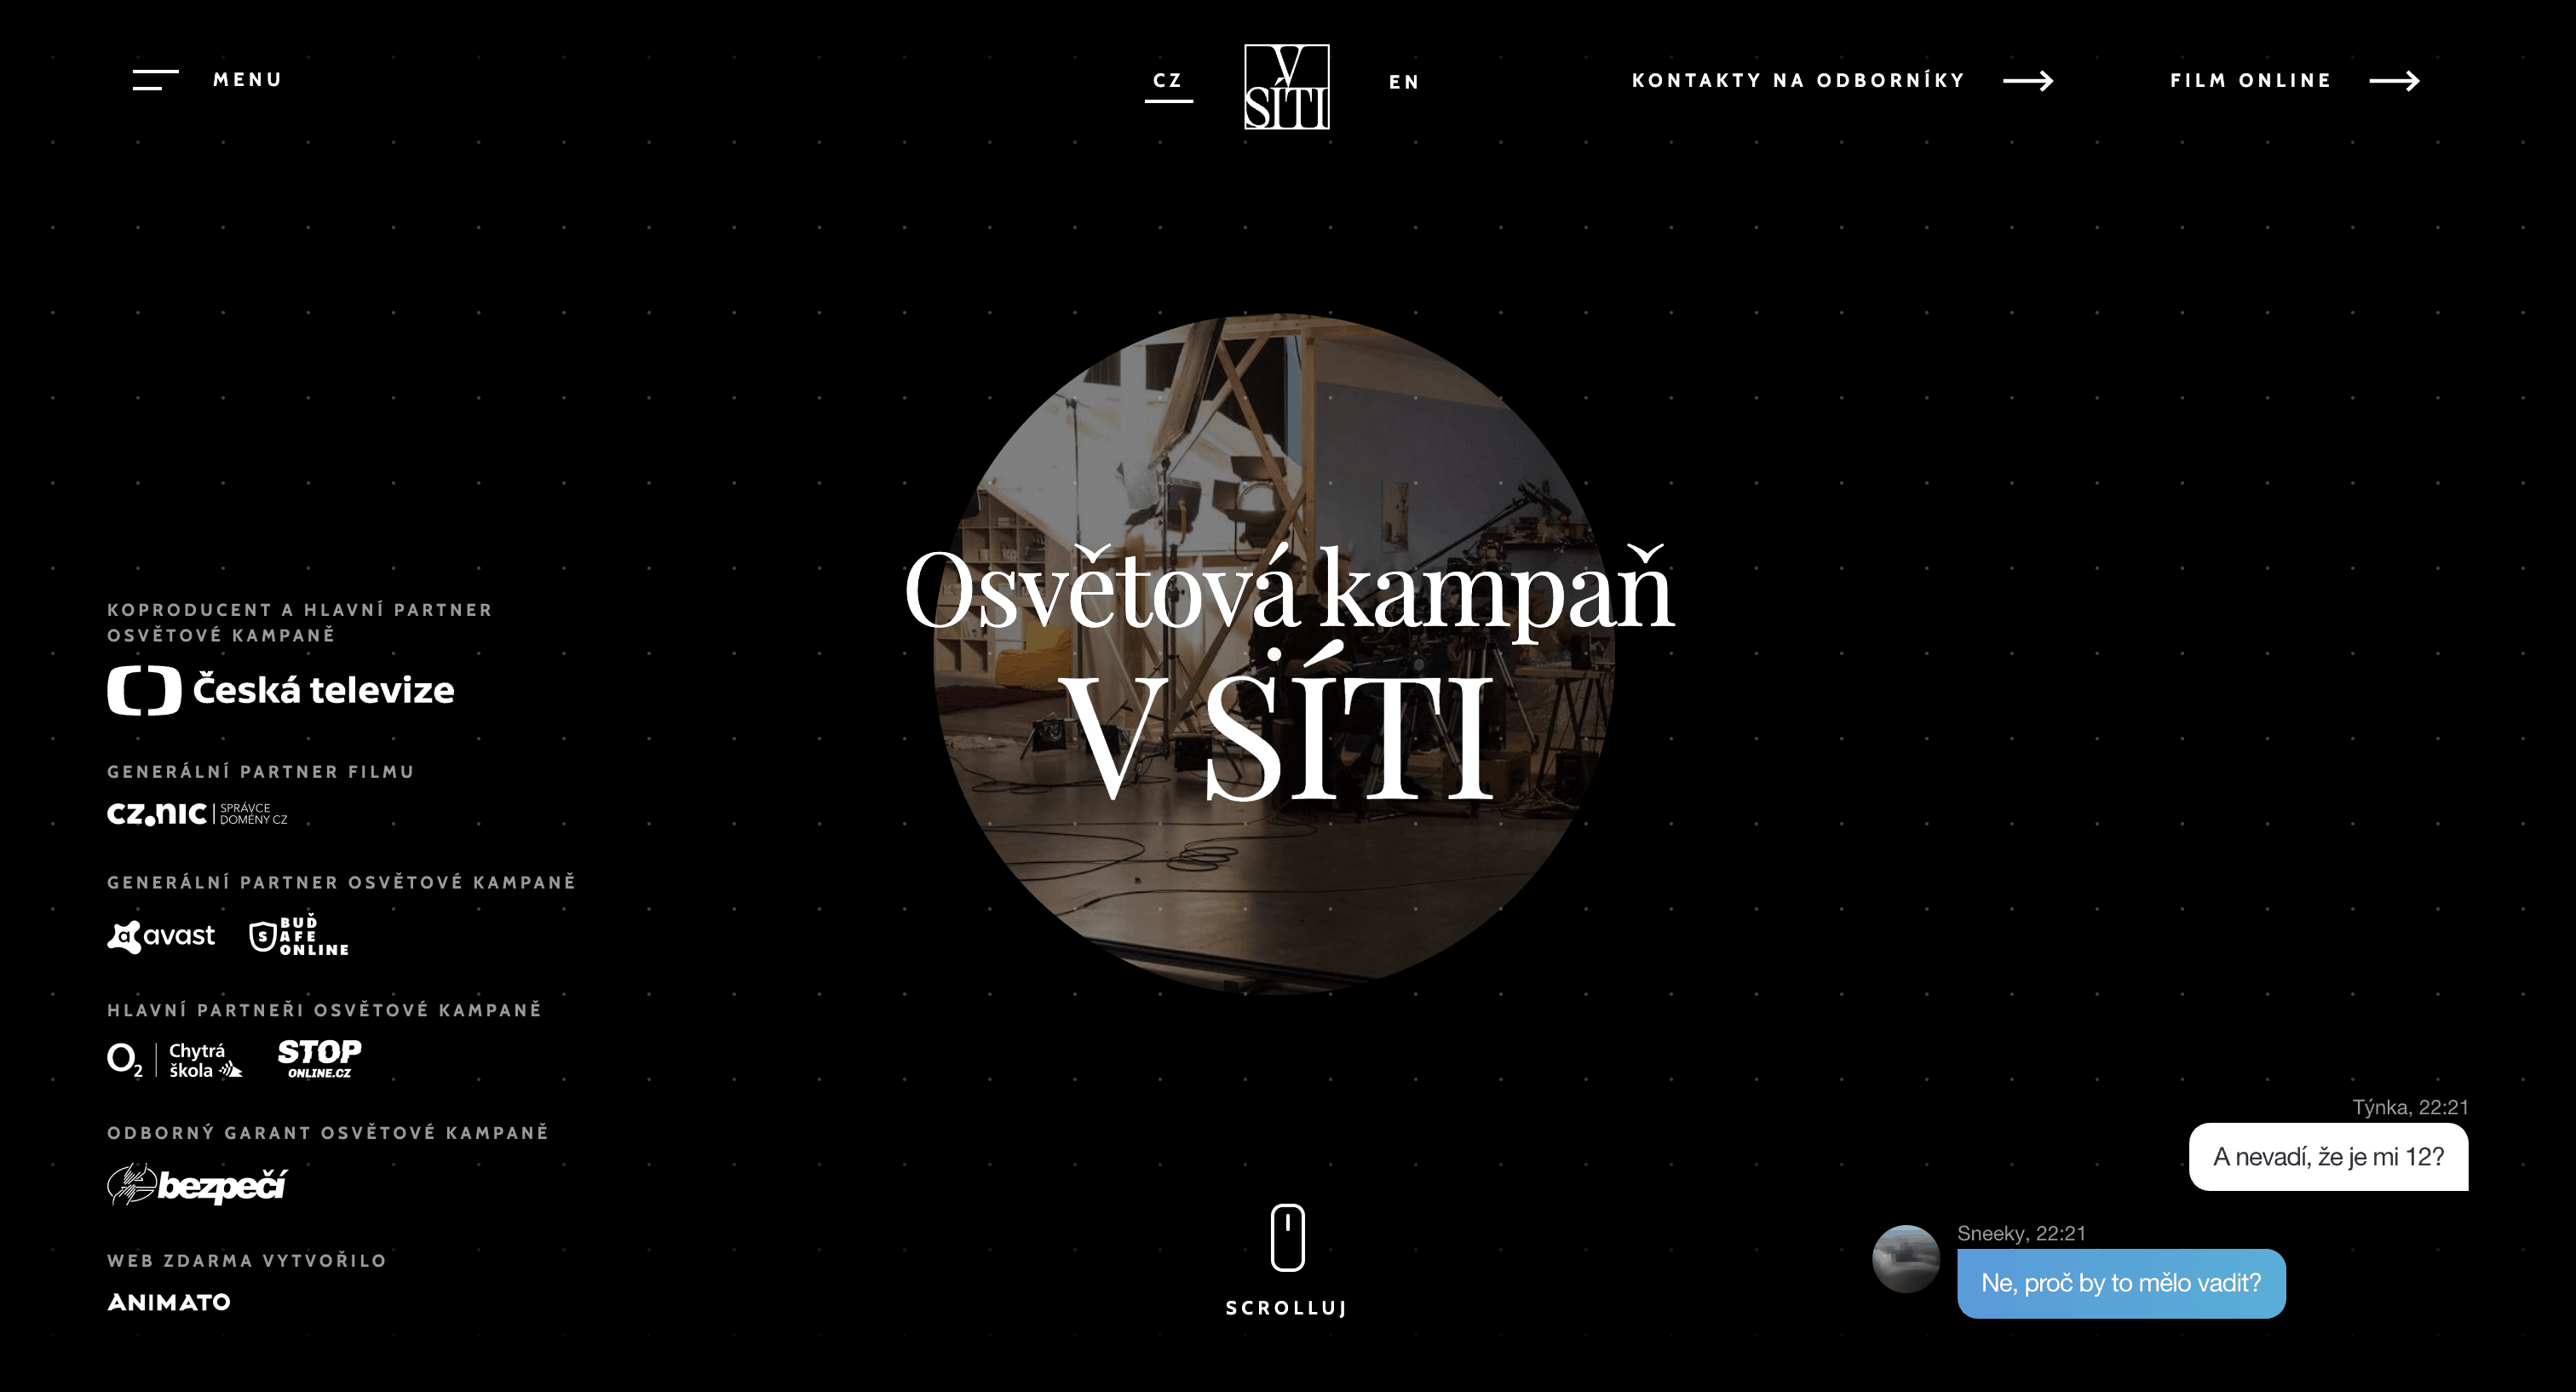 MENU
CZ
V
SÍTI
EN
KONTAKTY NA ODBORNÍKY
FILM ONLINE
Osvětová kampaň
V SÍTI
KOPRODUCENT A HLAVNÍ PARTNER
OSVĚTOVÉ KAMPANĚ
Česká televize
GENERÁLNÍ PARTNER FILMU
CZ.NIC
SPRÁVCE
DOMÉNY CZ
GENERÁLNÍ PARTNER OSVĚTOVÉ KAMPANĚ
avast
BUĎ
SAFE
ONLINE
HLAVNÍ PARTNEŘI OSVĚTOVÉ KAMPANĚ
O2
Chytrá
škola
STOP
ONLINE.CZ
ODBORNÝ GARANT OSVĚTOVÉ KAMPANĚ
bezpečí
WEB ZDARMA VYTVOŘILO
ANIMATO
SCROLLUJ
Týnka, 22:21
A nevadí, že je mi 12?
Sneeky, 22:21
Ne, proč by to mělo vadit?